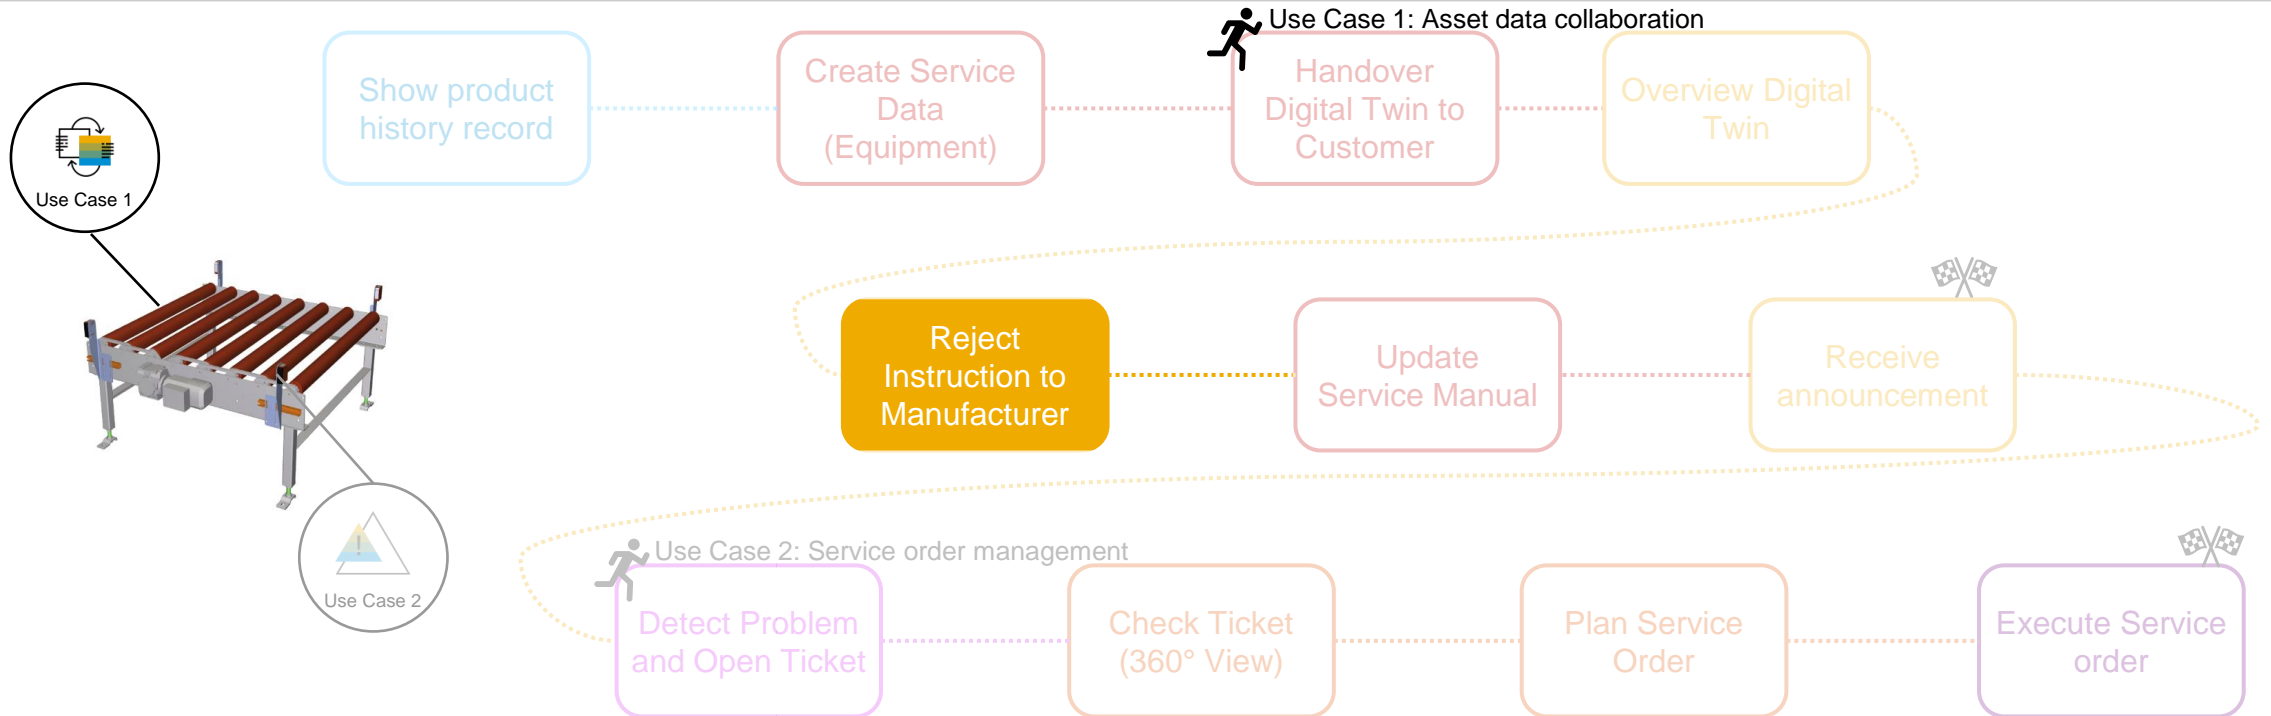 Use Case 1: Asset data collaboration
Show product
history record
Create Service
Data
(Equipment)
Handover
Digital Twin to
Customer
Overview Digital
Twin
Use Case 1
Reject
Instruction to
Manufacturer
Update
Service Manual
Receive
announcement
Use Case 2
Use Case 2: Service order management
Detect Problem
and Open Ticket
Check Ticket
(360° View)
Plan Service
Order
Execute Service
order